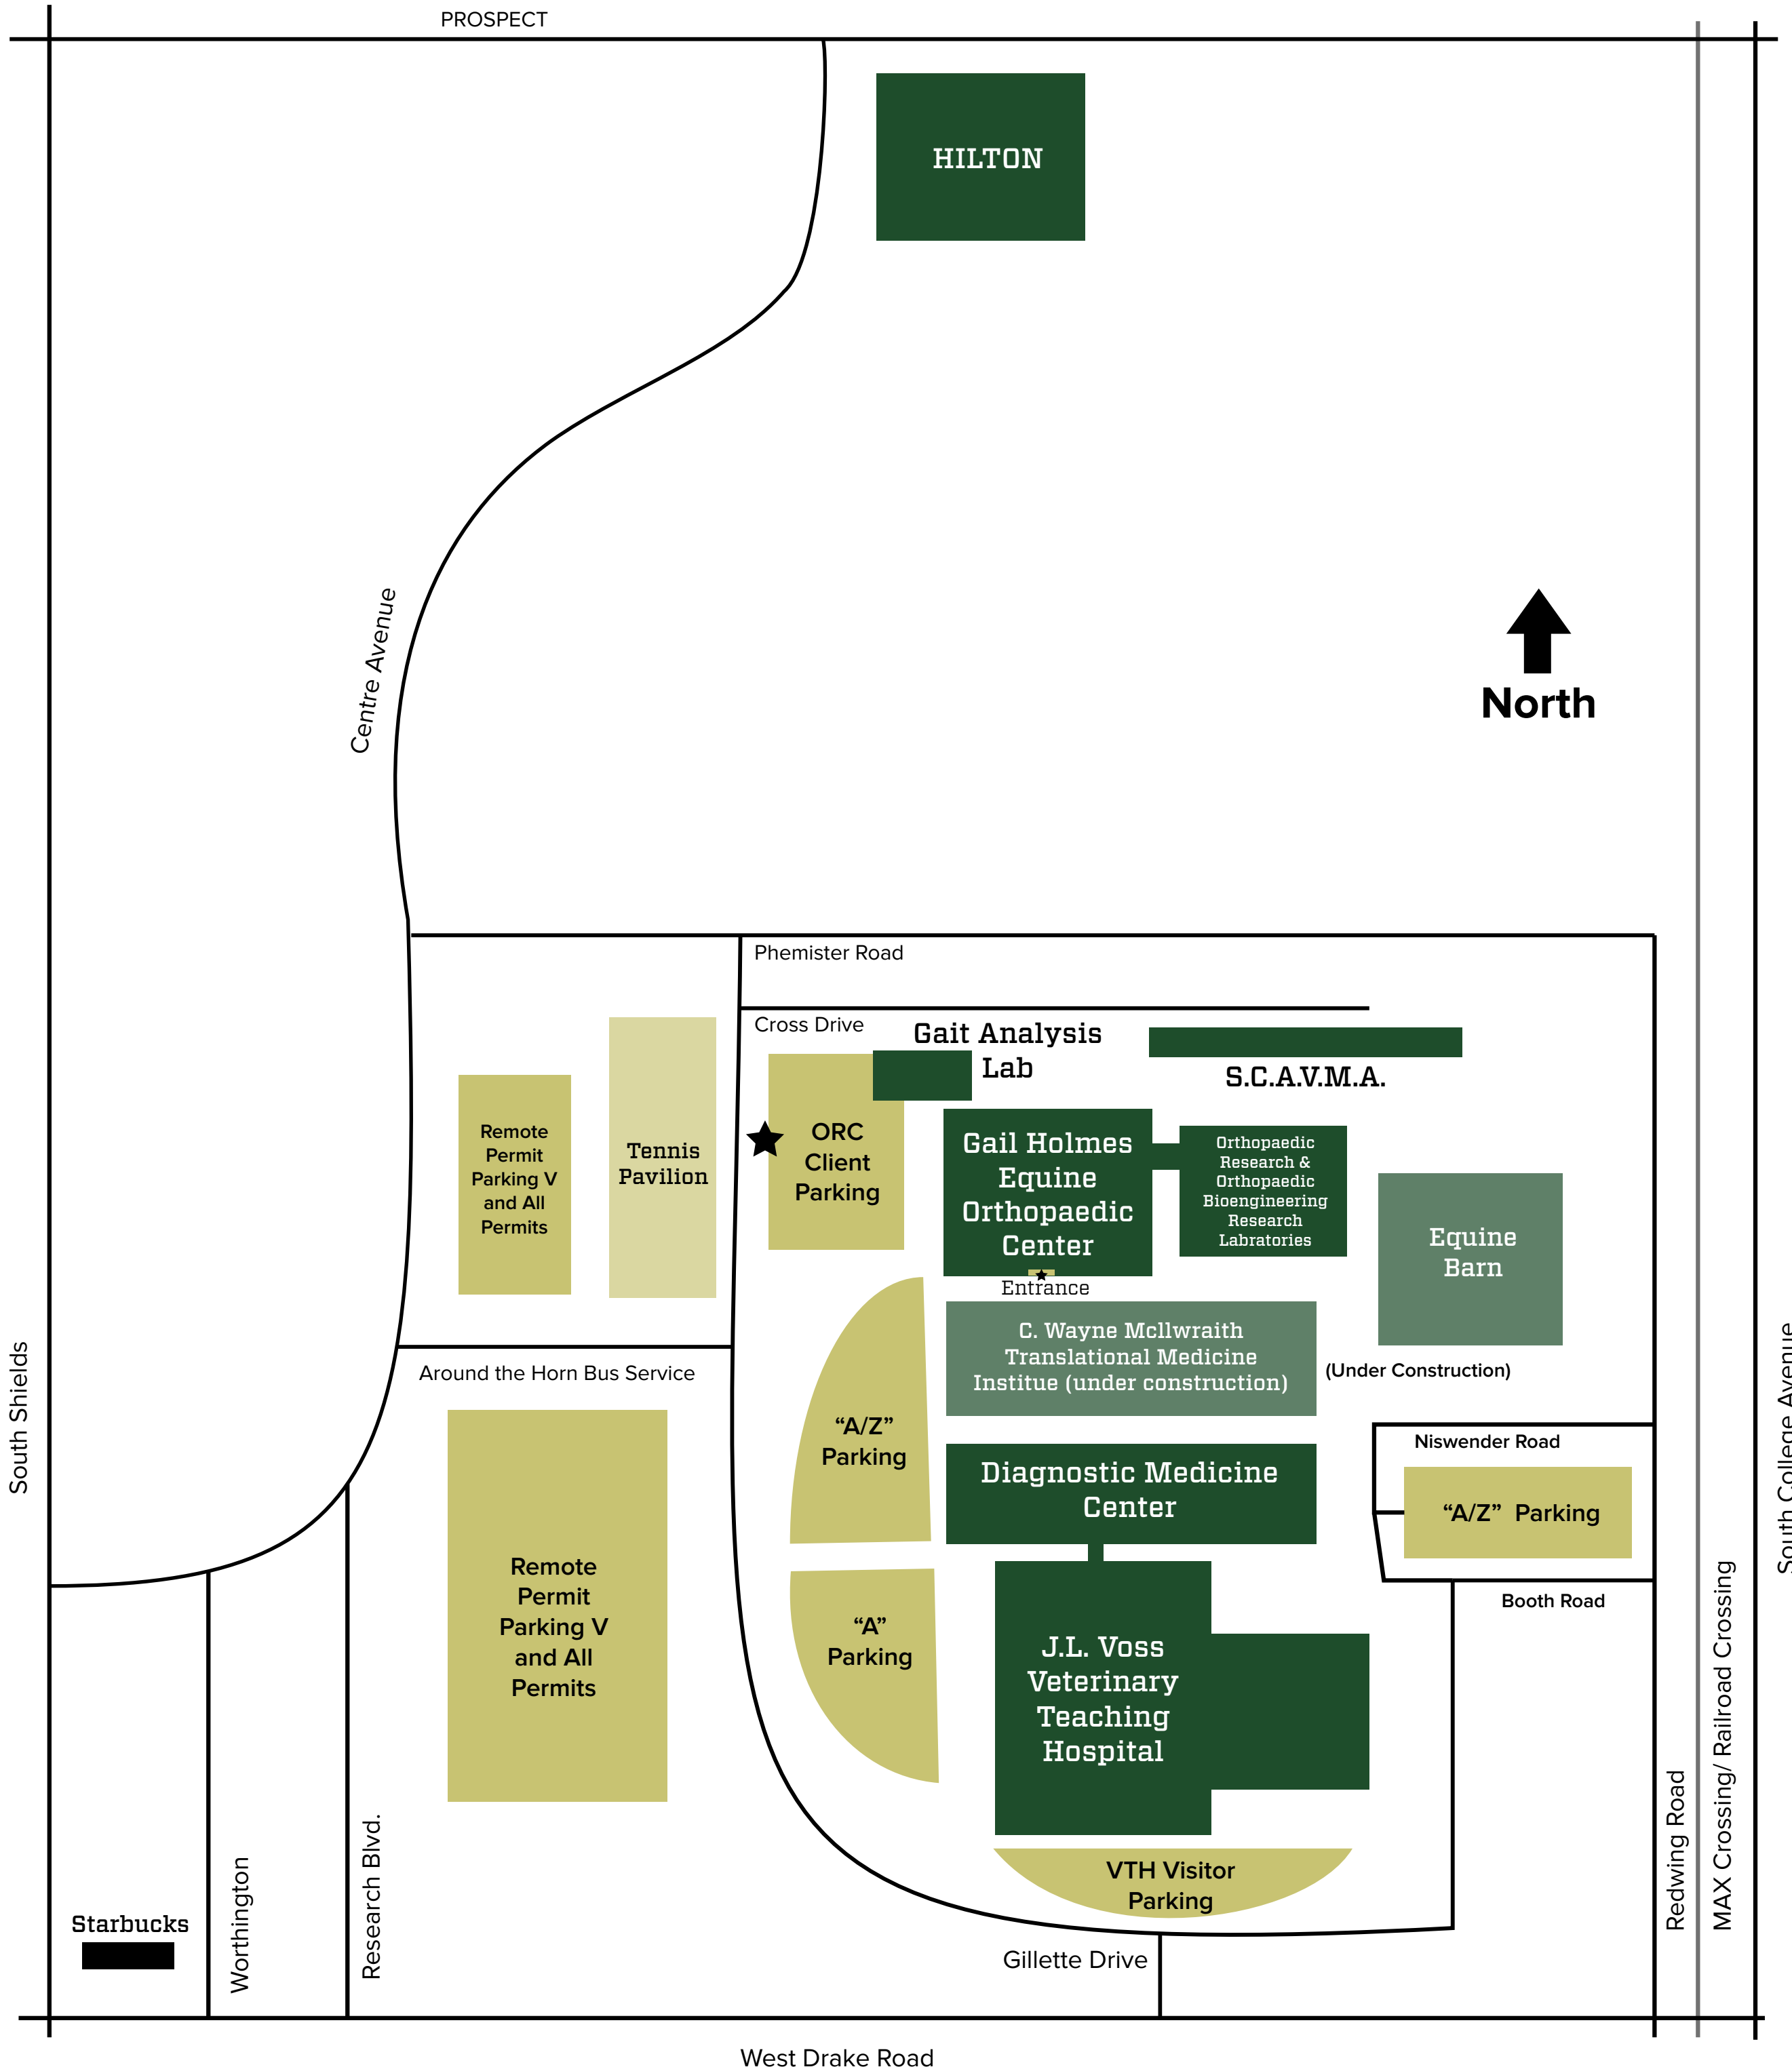 PROSPECT
HILTON
Centre Avenue
North
Phemister Road
Cross Drive
Gait Analysis
Lab
S.C.A.V.M.A.
Remote
Permit
Parking V
and All
Permits
Tennis
Pavilion
ORC
Client
Parking
Gail Holmes
Equine
Orthopaedic
Center
Entrance
Orthopaedic
Research &
Orthopaedic
Bioengineering
Research
Labratories
Equine
Barn
(Under Construction)
C. Wayne Mcllwraith
Translational Medicine
Institue (under construction)
Around the Horn Bus Service
South Shields
South College Avenue
"A/Z"
Parking
Diagnostic Medicine
Center
Niswender Road
"A/Z" Parking
Booth Road
Remote
Permit
Parking V
and All
Permits
"A"
Parking
J.L. Voss
Veterinary
Teaching
Hospital
VTH Visitor
Parking
Redwing Road
MAX Crossing/ Railroad Crossing
Starbucks
Worthington
Research Blvd.
Gillette Drive
West Drake Road